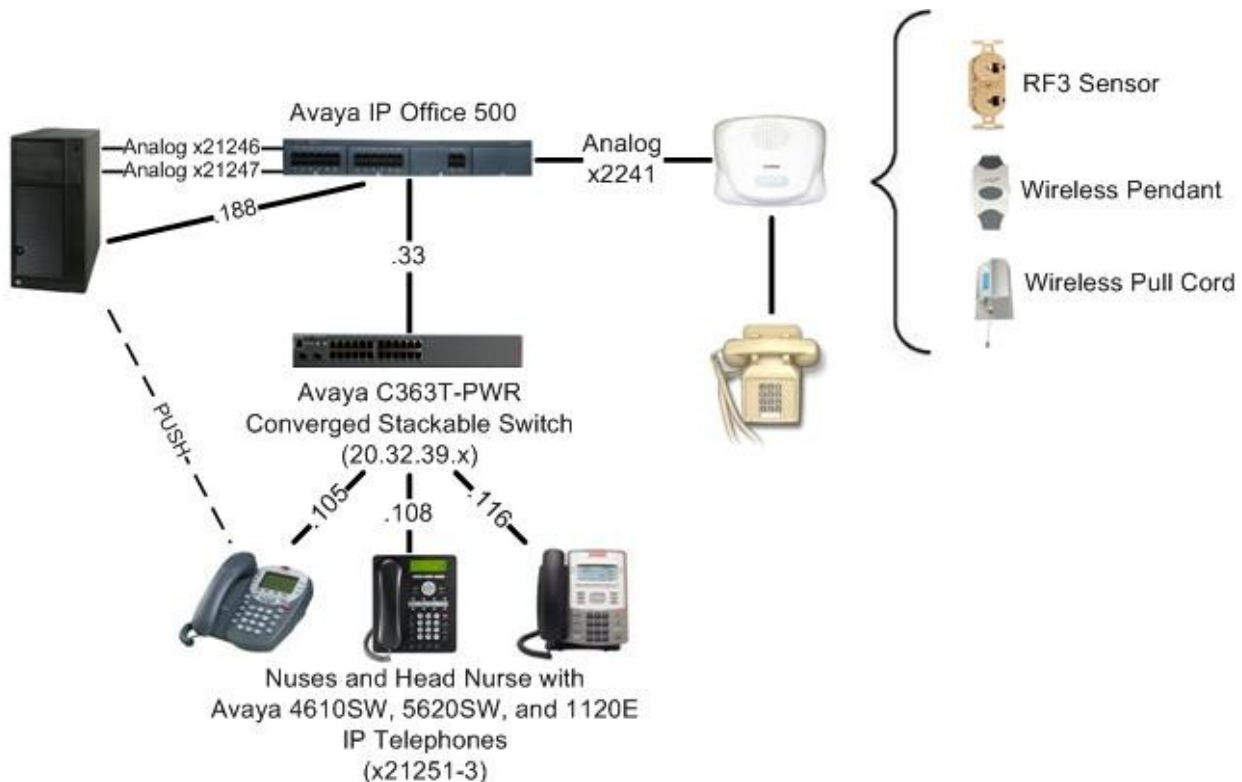 Avaya IP Office 500
Analog x21246
Analog x21247
.188
Analog
x2241
.33
RF3 Sensor
Wireless Pendant
Wireless Pull Cord
Avaya C363T-PWR
Converged Stackable Switch
(20.32.39.x)
PUSH
.105
.108
.116
Nuses and Head Nurse with
Avaya 4610SW, 5620SW, and 1120E
IP Telephones
(x21251-3)